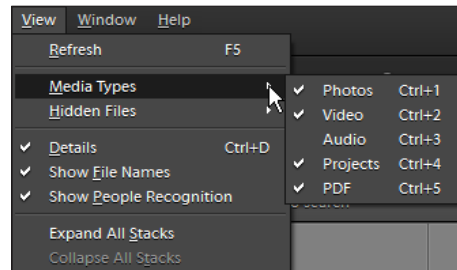 View Window Help
Refresh F5
Media Types
Hidden Files
Details Ctrl+D
Show File Names
Show People Recognition
Expand All Stacks
Collapse All Stacks
Photos Ctrl+1
Video Ctrl+2
Audio Ctrl+3
Projects Ctrl+4
PDF Ctrl+5
search